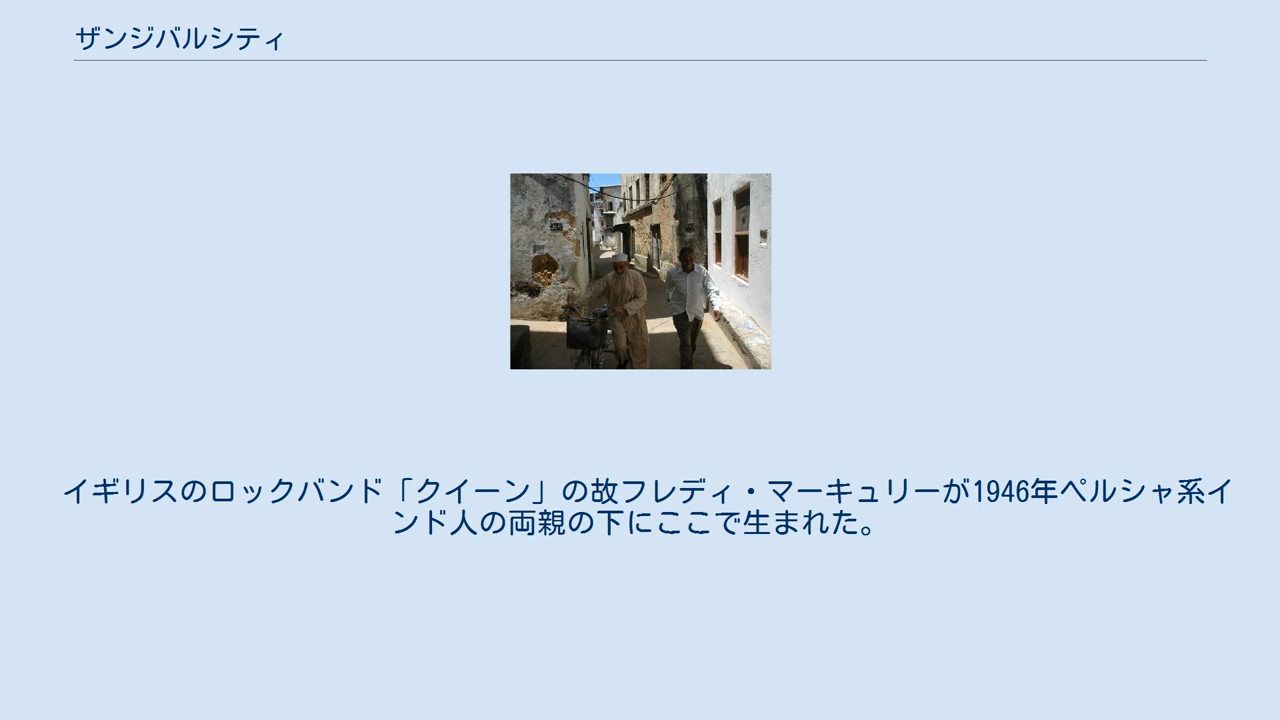 ザンジバルシティ
イギリスのロックバンド「クイーン」の故フレディ・マーキュリーが1946年ペルシャ系イ
ンド人の両親の下にここで生まれた。